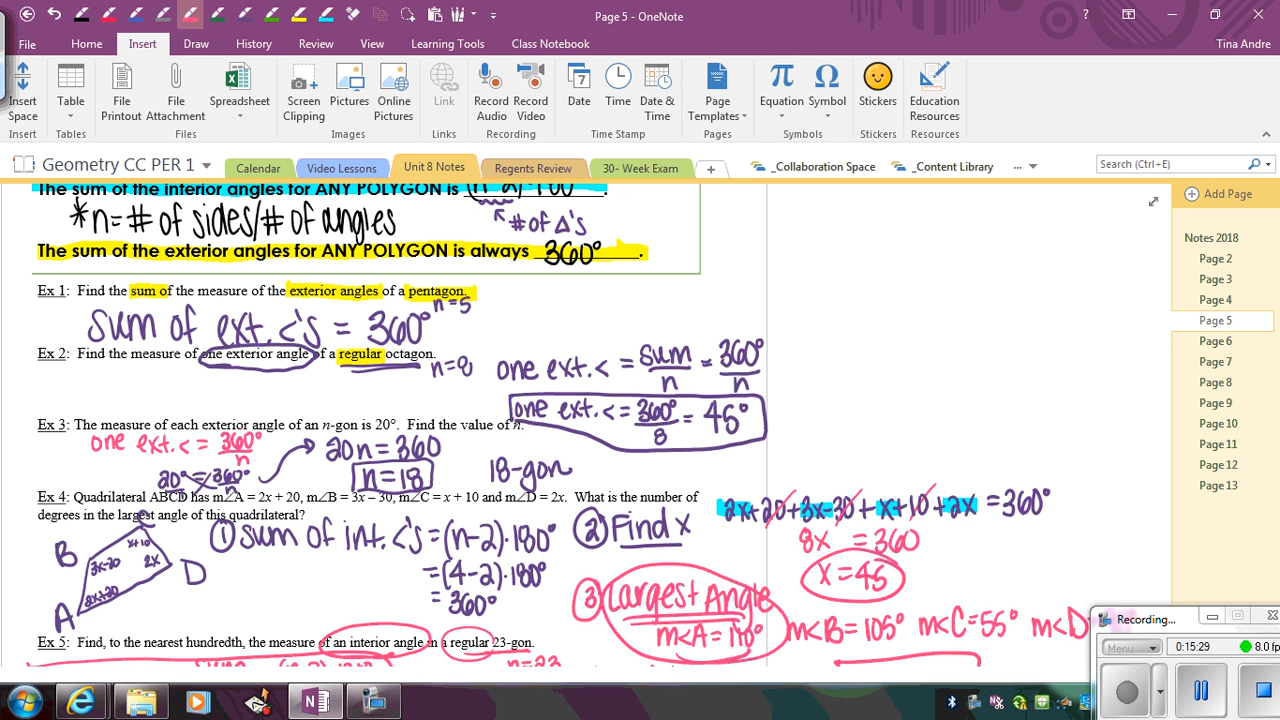 Page 5 - OneNote
Tina Andre
File Home Insert Draw History Review View Learning Tools Class Notebook
Insert Space Table File Printout File Attachment Spreadsheet Screen Clipping Pictures Online Pictures Link Record Audio Record Video Date Time Date & Time Page Templates Equation Symbol Stickers Education Resources
Insert Tables Files Images Links Recording Time Stamp Pages Symbols Stickers Resources
Geometry CC PER 1 Calendar Video Lessons Unit 8 Notes Regents Review 30- Week Exam _Collaboration Space _Content Library ... Search (Ctrl+E)
Add Page
Notes 2018
Page 2
Page 3
Page 4
Page 5
Page 6
Page 7
Page 8
Page 9
Page 10
Page 11
Page 12
Page 13
The sum of the interior angles for ANY POLYGON is (n-2)·180°.
*n=# of sides/# of angles
# of Δ's
The sum of the exterior angles for ANY POLYGON is always 360°.
Ex 1: Find the sum of the measure of the exterior angles of a pentagon.
n=5
sum of ext. <'s = 360°
Ex 2: Find the measure of one exterior angle of a regular octagon.
n=8
one ext. < = sum/n = 360°/n
one ext. < = 360°/8 = 45°
Ex 3: The measure of each exterior angle of an n-gon is 20°. Find the value of n.
one ext. < = 360°/n
20° = 360°/n
20n = 360
n=18
18-gon
Ex 4: Quadrilateral ABCD has m∠A = 2x + 20, m∠B = 3x – 30, m∠C = x + 10 and m∠D = 2x. What is the number of
degrees in the largest angle of this quadrilateral?
B
C
D
A
3x-30
x+10
2x
2x+20
① Sum of int. <'s = (n-2)·180°
= (4-2)·180°
= 360°
② Find x
2x+20+3x-30+x+10+2x = 360°
8x = 360
x = 45
③ Largest Angle
m<A = 110°
m<B = 105° m<C = 55° m<D
Ex 5: Find, to the nearest hundredth, the measure of an interior angle in a regular 23-gon.
n=23
Recording...
Menu 0:15:29 8.0 fp